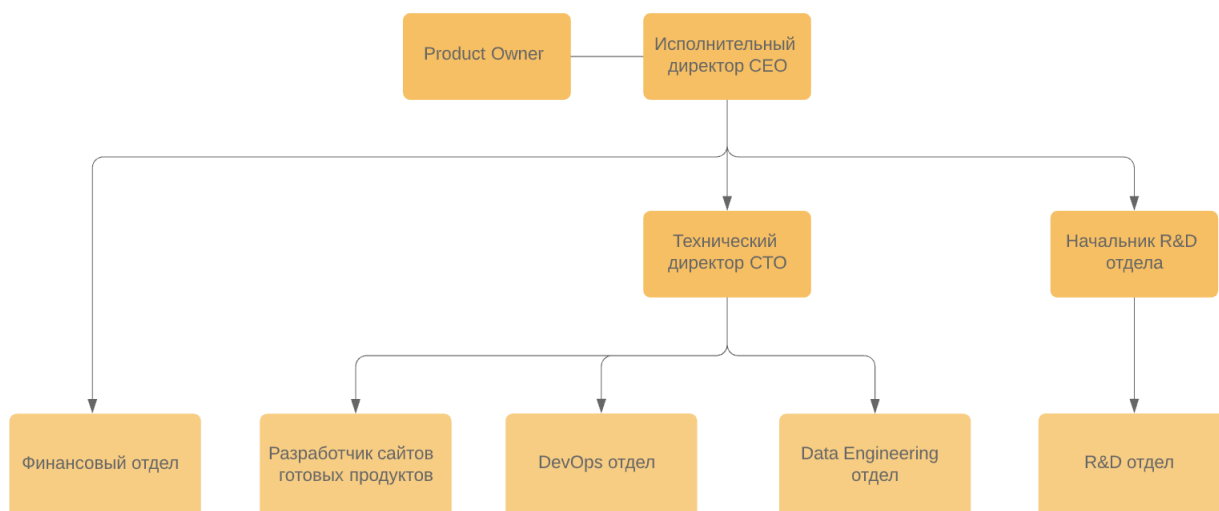 Product Owner
Исполнительный
директор CEO
Технический
директор СТО
Начальник R&D
отдела
Финансовый отдел
Разработчик сайтов
готовых продуктов
DevOps отдел
Data Engineering
отдел
R&D отдел